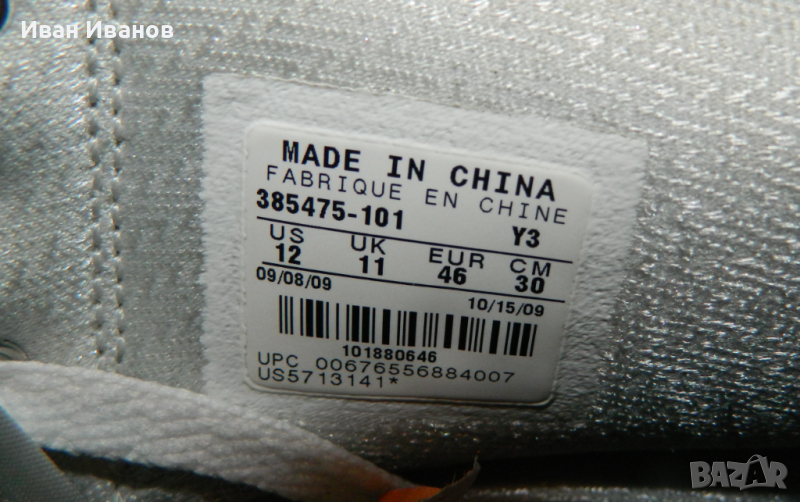 Иван Иванов
MADE IN CHINA
FABRIQUE EN CHINE
385475-101 Y3
US UK EUR CM
12 11 46 30
09/08/09 10/15/09
101880646
UPC 00676556884007
US5713141*
BAZAR